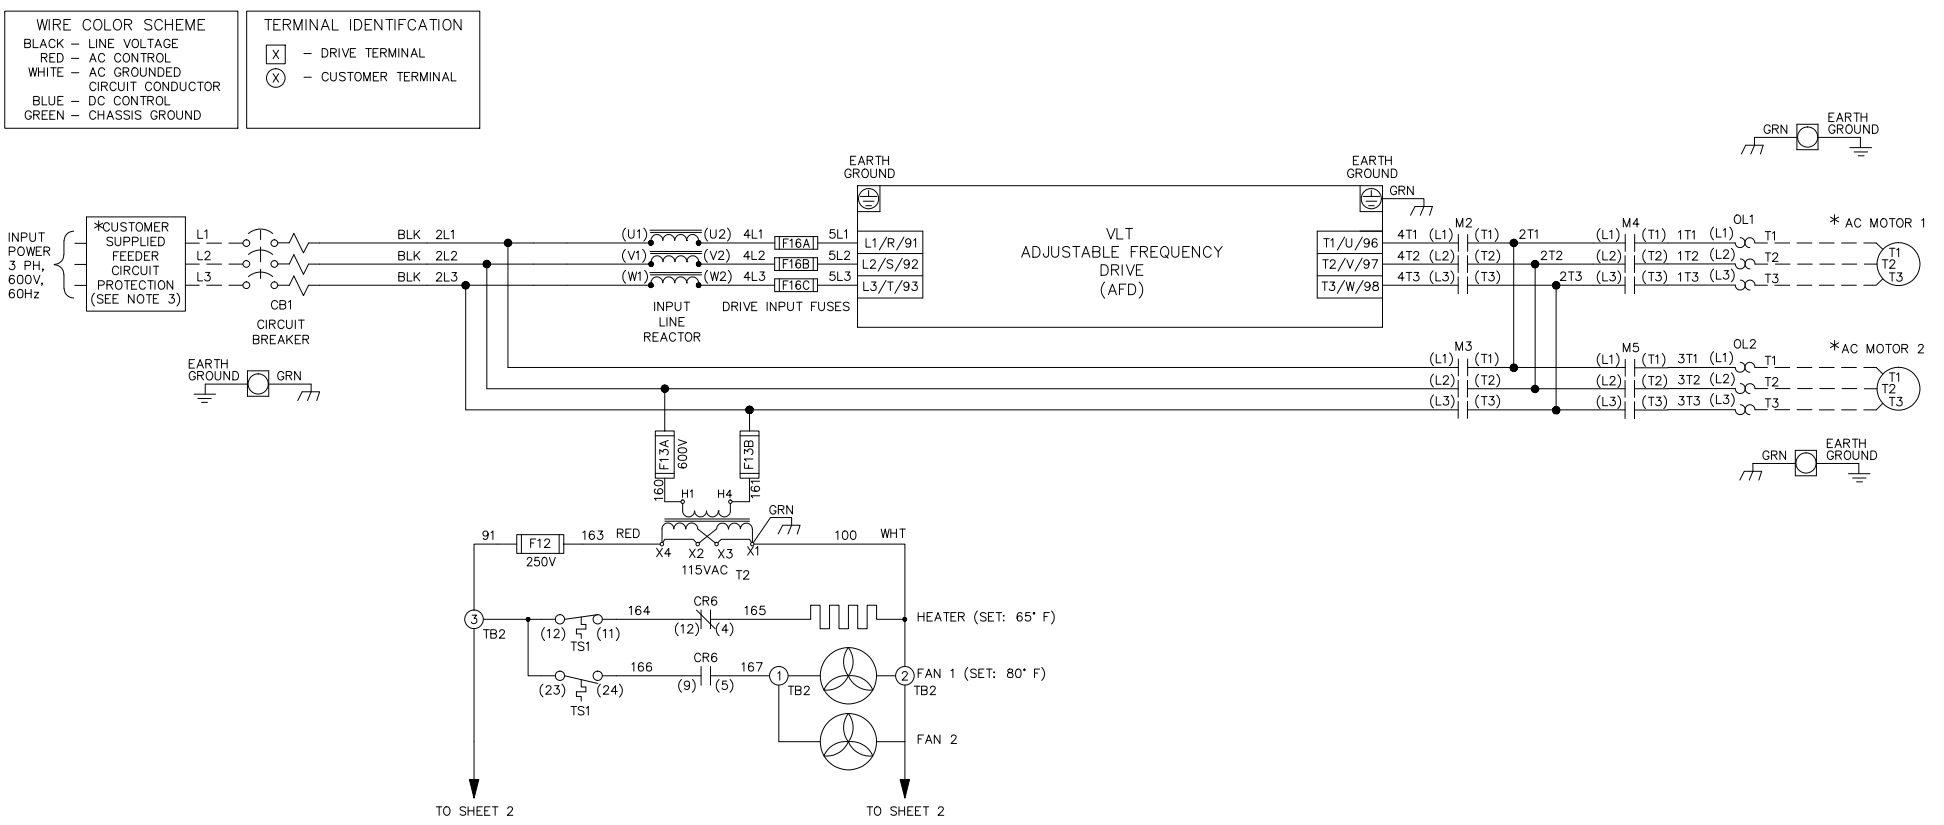 WIRE COLOR SCHEME
BLACK – LINE VOLTAGE
RED – AC CONTROL
WHITE – AC GROUNDED
CIRCUIT CONDUCTOR
BLUE – DC CONTROL
GREEN – CHASSIS GROUND
TERMINAL IDENTIFCATION
X – DRIVE TERMINAL
X – CUSTOMER TERMINAL
GRN
EARTH
GROUND
EARTH
GROUND
EARTH
GROUND
GRN
INPUT
POWER
3 PH,
600V,
60Hz
*CUSTOMER
SUPPLIED
FEEDER
CIRCUIT
PROTECTION
(SEE NOTE 3)
L1
L2
L3
CB1
CIRCUIT
BREAKER
BLK 2L1
BLK 2L2
BLK 2L3
(U1) (U2) 4L1 F16A 5L1 L1/R/91
(V1) (V2) 4L2 F16B 5L2 L2/S/92
(W1) (W2) 4L3 F16C 5L3 L3/T/93
INPUT
LINE
REACTOR
DRIVE INPUT FUSES
VLT
ADJUSTABLE FREQUENCY
DRIVE
(AFD)
M2 M4 OL1 * AC MOTOR 1
T1/U/96 4T1 (L1) (T1) 2T1 (L1) (T1) 1T1 (L1) T1
T2/V/97 4T2 (L2) (T2) 2T2 (L2) (T2) 1T2 (L2) T2
T3/W/98 4T3 (L3) (T3) 2T3 (L3) (T3) 1T3 (L3) T3
T1
T2
T3
EARTH
GROUND
GRN
M3 M5 OL2 *AC MOTOR 2
(L1) (T1) (L1) (T1) 3T1 (L1) T1
(L2) (T2) (L2) (T2) 3T2 (L2) T2
(L3) (T3) (L3) (T3) 3T3 (L3) T3
T1
T2
T3
GRN
EARTH
GROUND
F13A
600V
F13B
160
161
H1 H4
GRN
91 F12 163 RED
250V
X4 X2 X3 X1
115VAC T2
100 WHT
3
TB2
(12) (11)
TS1
164
CR6
(12) (4)
165
HEATER (SET: 65° F)
(23) (24)
TS1
166
CR6
(9) (5)
167
1
TB2
2
TB2
FAN 1 (SET: 80° F)
FAN 2
TO SHEET 2
TO SHEET 2